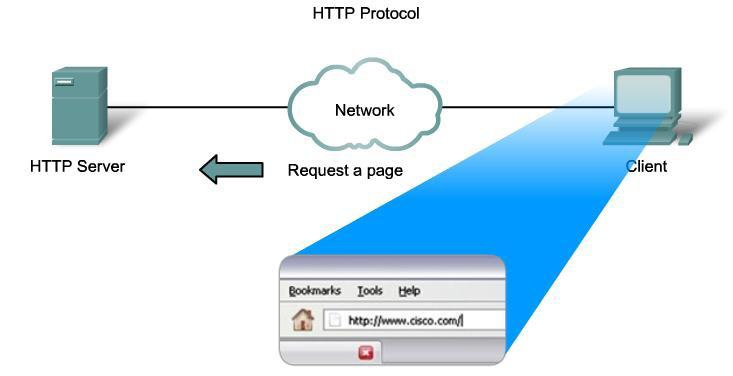 HTTP Protocol
Network
HTTP Server
Request a page
Client
Bookmarks Tools Help
http://www.cisco.com/